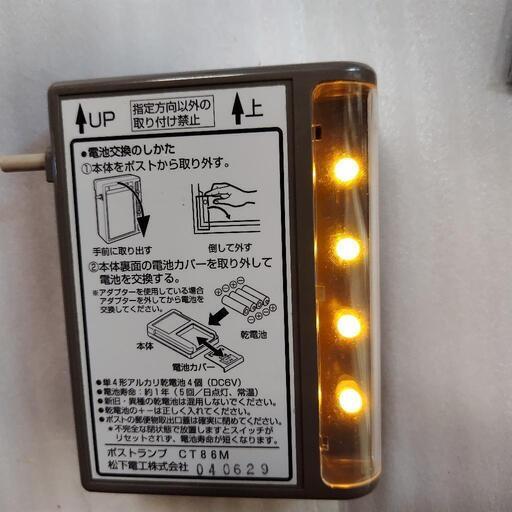 UP
指定方向以外の
取り付け禁止
上
●電池交換のしかた
①本体をポストから取り外す。
手前に取り出す
倒して外す
②本体裏面の電池カバーを取り外して
電池を交換する。
※アダプターを使用している場合
アダプターを外してから電池を
交換してください。
本体
乾電池
電池カバー
●単4形アルカリ乾電池4個(DC6V)
●電池寿命:約1年(5回/日点灯、常温)
●新旧・異種の乾電池は混用しないでください。
●乾電池の+-は正しく入れてください。
●ポストの郵便物取出口蓋は確実に閉めてください。
※不完全な閉状態で放置しますとスイッチが
リセットされず、電池寿命が短くなります。
ポストランプ CT86M
松下電工株式会社 040629